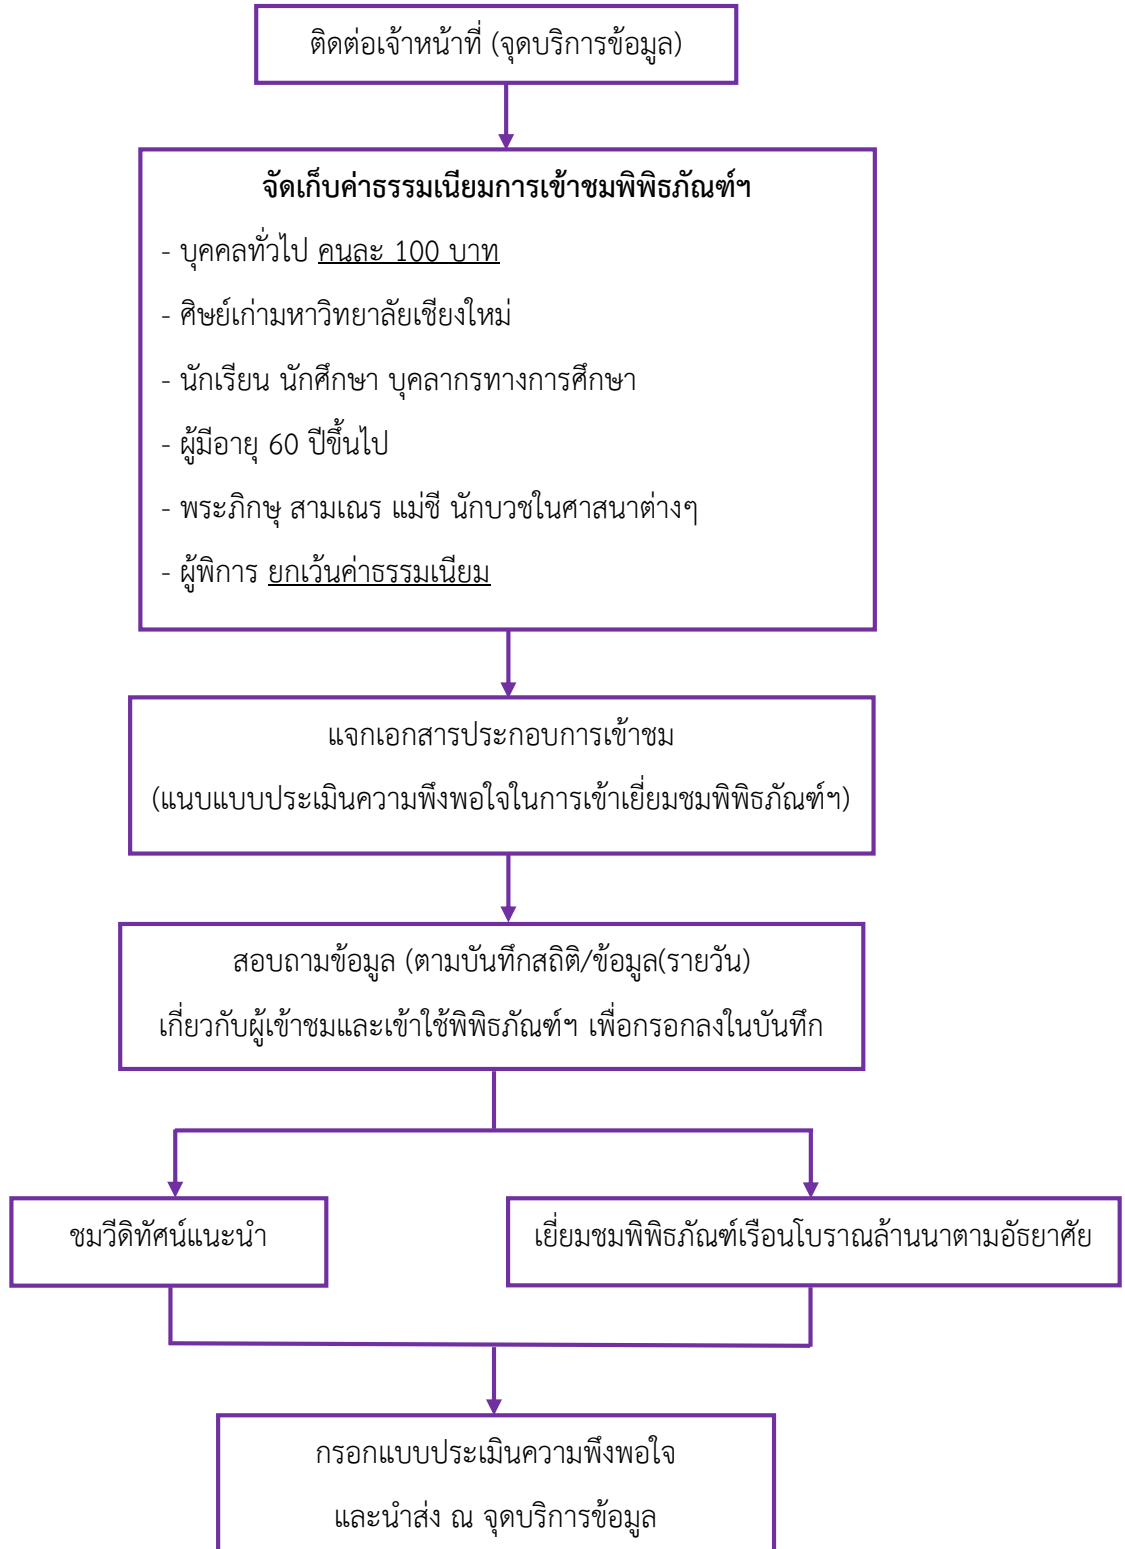 ติดต่อเจ้าหน้าที่ (จุดบริการข้อมูล)
จัดเก็บค่าธรรมเนียมการเข้าชมพิพิธภัณฑ์ฯ
- บุคคลทั่วไป คนละ 100 บาท
- ศิษย์เก่ามหาวิทยาลัยเชียงใหม่
- นักเรียน นักศึกษา บุคลากรทางการศึกษา
- ผู้มีอายุ 60 ปีขึ้นไป
- พระภิกษุ สามเณร แม่ชี นักบวชในศาสนาต่างๆ
- ผู้พิการ ยกเว้นค่าธรรมเนียม
แจกเอกสารประกอบการเข้าชม
(แนบแบบประเมินความพึงพอใจในการเข้าเยี่ยมชมพิพิธภัณฑ์ฯ)
สอบถามข้อมูล (ตามบันทึกสถิติ/ข้อมูล(รายวัน)
เกี่ยวกับผู้เข้าชมและเข้าใช้พิพิธภัณฑ์ฯ เพื่อกรอกลงในบันทึก
ชมวีดิทัศน์แนะนำ
เยี่ยมชมพิพิธภัณฑ์เรือนโบราณล้านนาตามอัธยาศัย
กรอกแบบประเมินความพึงพอใจ
และนำส่ง ณ จุดบริการข้อมูล